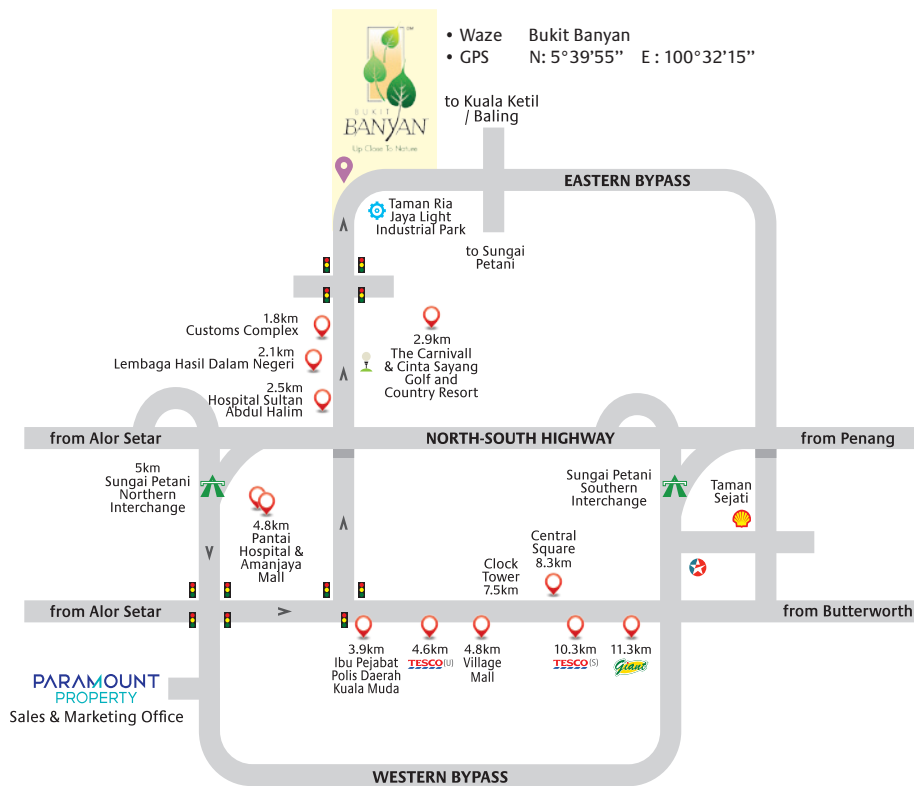 • Waze Bukit Banyan
• GPS N: 5°39’55’’ E : 100°32’15’’
BUKIT
BANYAN
Up Close To Nature
to Kuala Ketil
/ Baling
EASTERN BYPASS
Taman Ria
Jaya Light
Industrial Park
to Sungai
Petani
1.8km
Customs Complex
2.1km
Lembaga Hasil Dalam Negeri
2.5km
Hospital Sultan
Abdul Halim
2.9km
The Carnivall
& Cinta Sayang
Golf and
Country Resort
from Alor Setar
NORTH-SOUTH HIGHWAY
from Penang
5km
Sungai Petani
Northern
Interchange
4.8km
Pantai
Hospital &
Amanjaya
Mall
Sungai Petani
Southern
Interchange
Taman
Sejati
Central
Square
8.3km
Clock
Tower
7.5km
from Alor Setar
from Butterworth
3.9km
Ibu Pejabat
Polis Daerah
Kuala Muda
4.6km
TESCO (U)
4.8km
Village
Mall
10.3km
TESCO (S)
11.3km
Giant
PARAMOUNT
PROPERTY
Sales & Marketing Office
WESTERN BYPASS